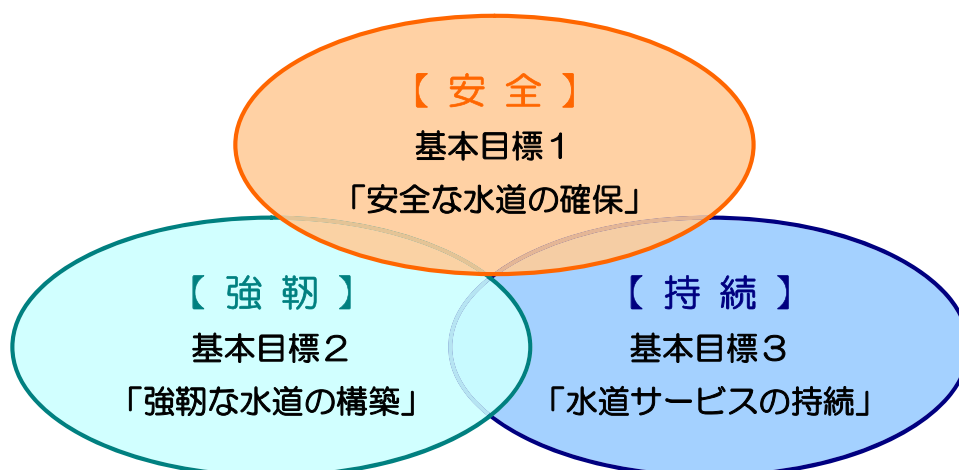 【 安 全 】
基本目標１
「安全な水道の確保」
【 強 靭 】
基本目標２
「強靭な水道の構築」
【 持 続 】
基本目標３
「水道サービスの持続」